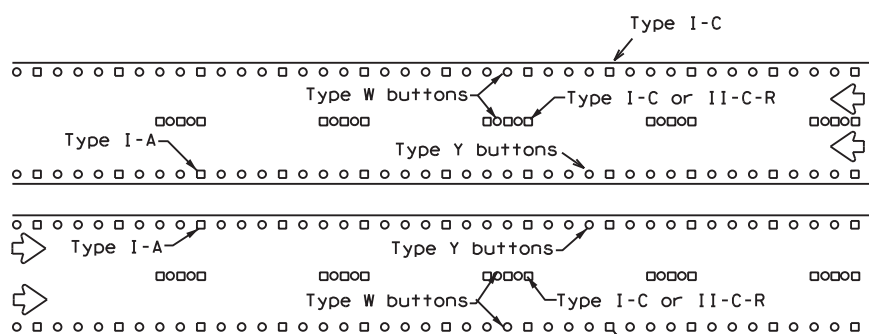 Type I-C
Type W buttons
Type I-C or II-C-R
Type I-A
Type Y buttons
Type I-A
Type Y buttons
Type W buttons
Type I-C or II-C-R